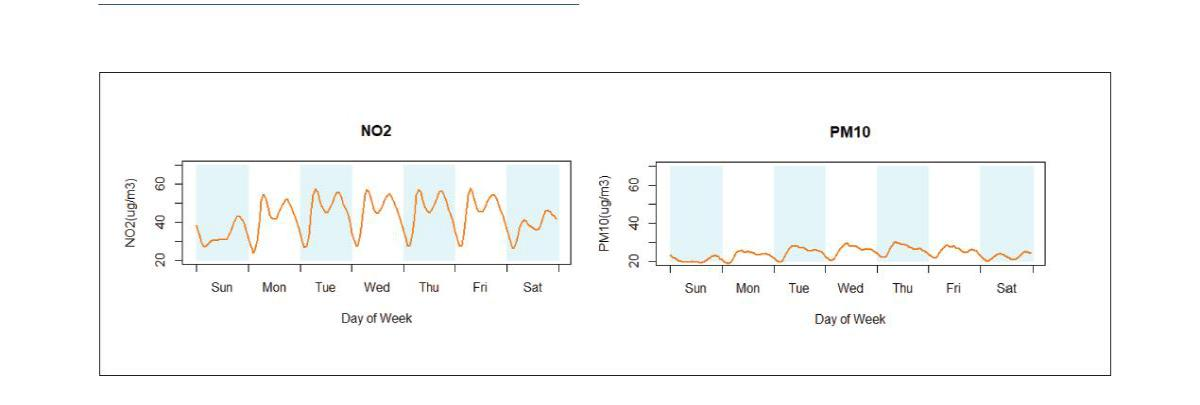 NO2
NO2(ug/m3)
60
40
20
Sun Mon Tue Wed Thu Fri Sat
Day of Week
PM10
PM10(ug/m3)
60
40
20
Sun Mon Tue Wed Thu Fri Sat
Day of Week